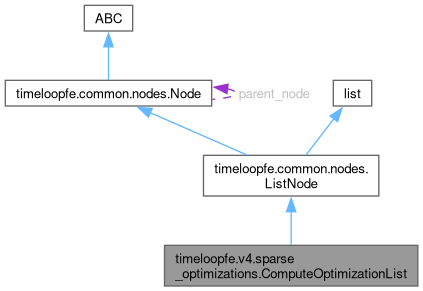 ABC
timeloopfe.common.nodes.Node
parent_node
list
timeloopfe.common.nodes.
ListNode
timeloopfe.v4.sparse
_optimizations.ComputeOptimizationList